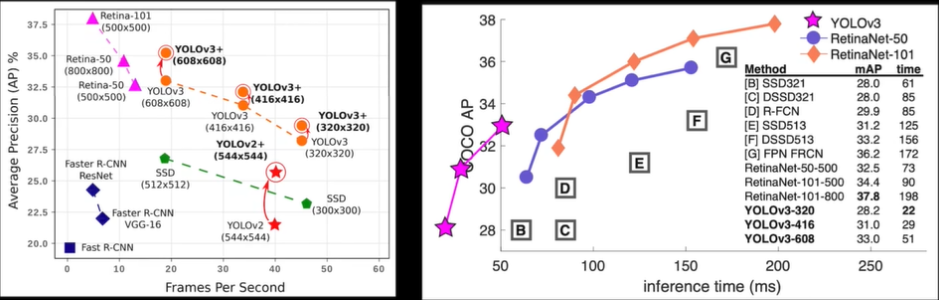 Average Precision (AP) %
37.5
35.0
32.5
30.0
27.5
25.0
22.5
20.0
Retina-101
(500x500)
Retina-50
(800x800)
Retina-50
(500x500)
YOLOv3+
(608x608)
YOLOv3
(608x608)
YOLOv3+
(416x416)
YOLOv3
(416x416)
YOLOv3+
(320x320)
YOLOv3
(320x320)
YOLOv2+
(544x544)
YOLOv2
(544x544)
Faster R-CNN
ResNet
SSD
(512x512)
SSD
(300x300)
Faster R-CNN
VGG-16
Fast R-CNN
0 10 20 30 40 50 60
Frames Per Second
COCO AP
38
36
34
32
30
28
YOLOv3
RetinaNet-50
RetinaNet-101
G
F
E
D
B
C
Method mAP time
[B] SSD321 28.0 61
[C] DSSD321 28.0 85
[D] R-FCN 29.9 85
[E] SSD513 31.2 125
[F] DSSD513 33.2 156
[G] FPN FRCN 36.2 172
RetinaNet-50-500 32.5 73
RetinaNet-101-500 34.4 90
RetinaNet-101-800 37.8 198
YOLOv3-320 28.2 22
YOLOv3-416 31.0 29
YOLOv3-608 33.0 51
50 100 150 200 250
inference time (ms)